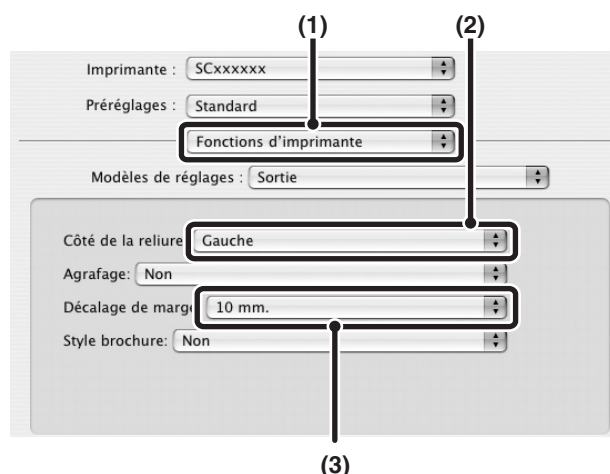 (1) (2)
Imprimante : SCxxxxxx
Préréglages : Standard
Fonctions d'imprimante
Modèles de réglages : Sortie
Côté de la reliure Gauche
Agrafage: Non
Décalage de marge 10 mm.
Style brochure: Non
(3)